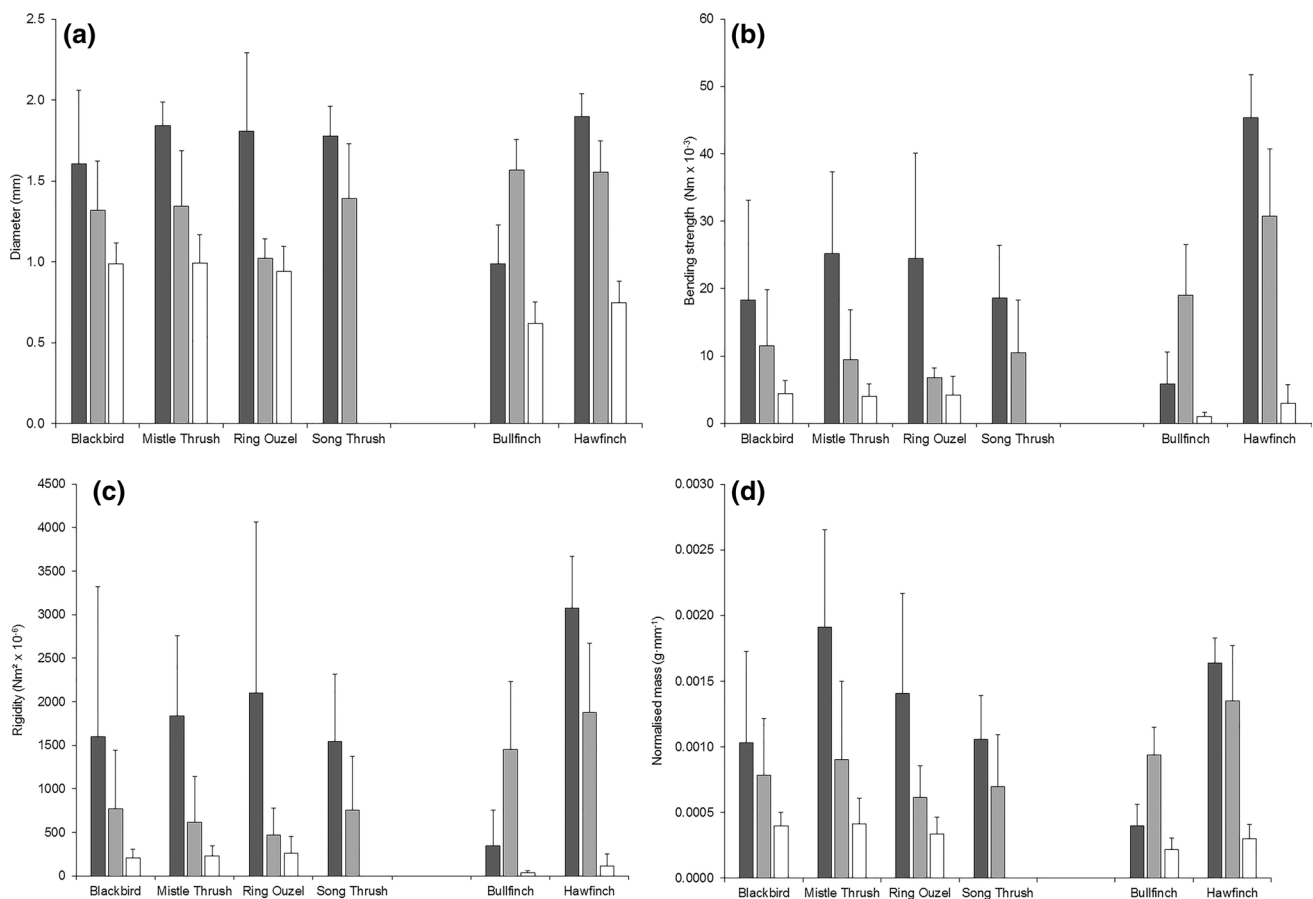 (a)
Diameter (mm)
2.5
2.0
1.5
1.0
0.5
0.0
Blackbird Mistle Thrush Ring Ouzel Song Thrush Bullfinch Hawfinch
(b)
Bending strength (Nm x 10⁻³)
60
50
40
30
20
10
0
Blackbird Mistle Thrush Ring Ouzel Song Thrush Bullfinch Hawfinch
(c)
Rigidity (Nm² x 10⁻⁶)
4500
4000
3500
3000
2500
2000
1500
1000
500
0
Blackbird Mistle Thrush Ring Ouzel Song Thrush Bullfinch Hawfinch
(d)
Normalised mass (g·mm⁻¹)
0.0030
0.0025
0.0020
0.0015
0.0010
0.0005
0.0000
Blackbird Mistle Thrush Ring Ouzel Song Thrush Bullfinch Hawfinch